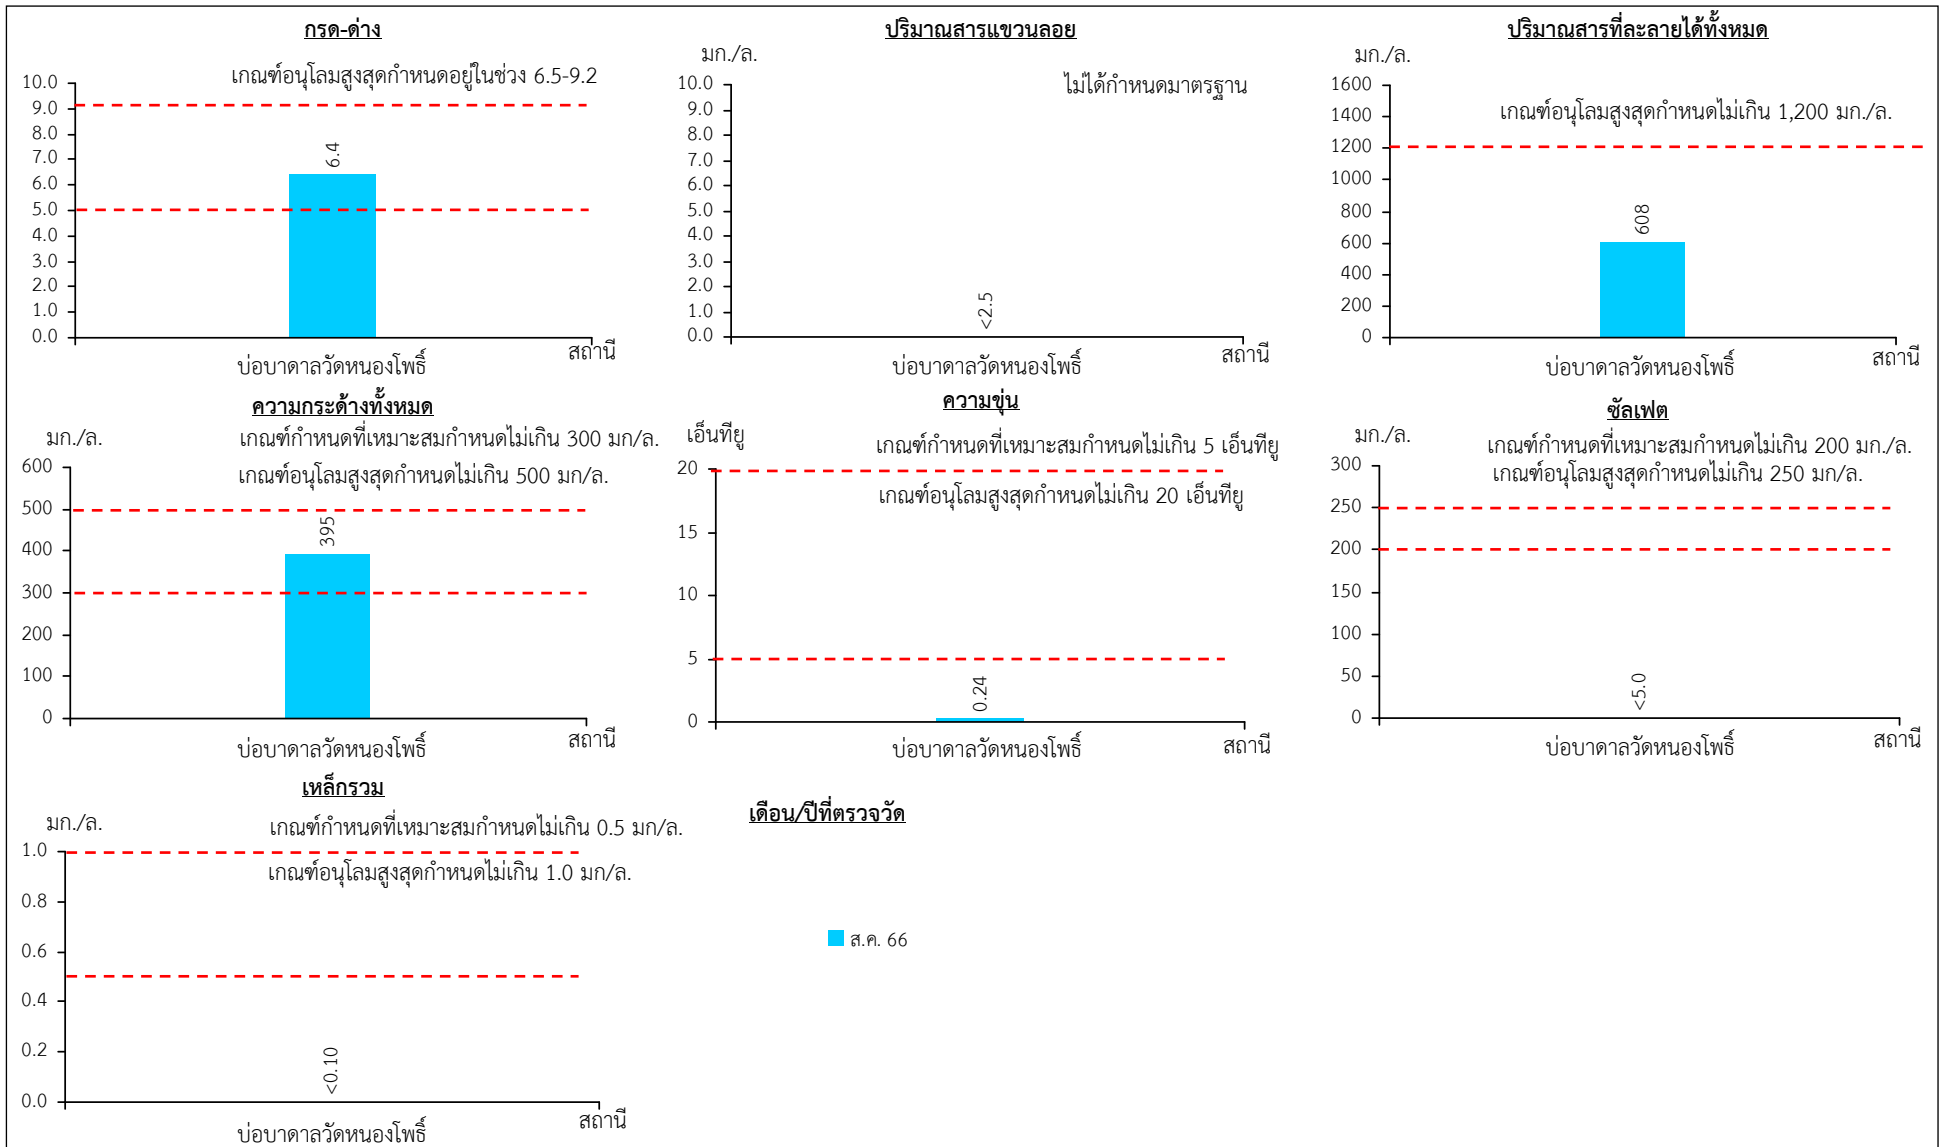 กรด-ด่าง
เกณฑ์อนุโลมสูงสุดกำหนดอยู่ในช่วง 6.5-9.2
10.0
9.0
8.0
7.0
6.0
5.0
4.0
3.0
2.0
1.0
0.0
6.4
บ่อบาดาลวัดหนองโพธิ์
สถานี
ปริมาณสารแขวนลอย
มก./ล.
ไม่ได้กำหนดมาตรฐาน
10.0
9.0
8.0
7.0
6.0
5.0
4.0
3.0
2.0
1.0
0.0
<2.5
บ่อบาดาลวัดหนองโพธิ์
สถานี
ปริมาณสารที่ละลายได้ทั้งหมด
มก./ล.
เกณฑ์อนุโลมสูงสุดกำหนดไม่เกิน 1,200 มก./ล.
1600
1400
1200
1000
800
600
400
200
0
608
บ่อบาดาลวัดหนองโพธิ์
สถานี
ความกระด้างทั้งหมด
มก./ล.
เกณฑ์กำหนดที่เหมาะสมกำหนดไม่เกิน 300 มก/ล.
เกณฑ์อนุโลมสูงสุดกำหนดไม่เกิน 500 มก/ล.
600
500
400
300
200
100
0
395
บ่อบาดาลวัดหนองโพธิ์
สถานี
ความขุ่น
เอ็นทียู
เกณฑ์กำหนดที่เหมาะสมกำหนดไม่เกิน 5 เอ็นทียู
เกณฑ์อนุโลมสูงสุดกำหนดไม่เกิน 20 เอ็นทียู
20
15
10
5
0
0.24
บ่อบาดาลวัดหนองโพธิ์
สถานี
ซัลเฟต
มก./ล.
เกณฑ์กำหนดที่เหมาะสมกำหนดไม่เกิน 200 มก./ล.
เกณฑ์อนุโลมสูงสุดกำหนดไม่เกิน 250 มก/ล.
300
250
200
150
100
50
0
<5.0
บ่อบาดาลวัดหนองโพธิ์
สถานี
เหล็กรวม
มก./ล.
เกณฑ์กำหนดที่เหมาะสมกำหนดไม่เกิน 0.5 มก/ล.
เกณฑ์อนุโลมสูงสุดกำหนดไม่เกิน 1.0 มก/ล.
1.0
0.8
0.6
0.4
0.2
0.0
<0.10
บ่อบาดาลวัดหนองโพธิ์
สถานี
เดือน/ปีที่ตรวจวัด
ส.ค. 66